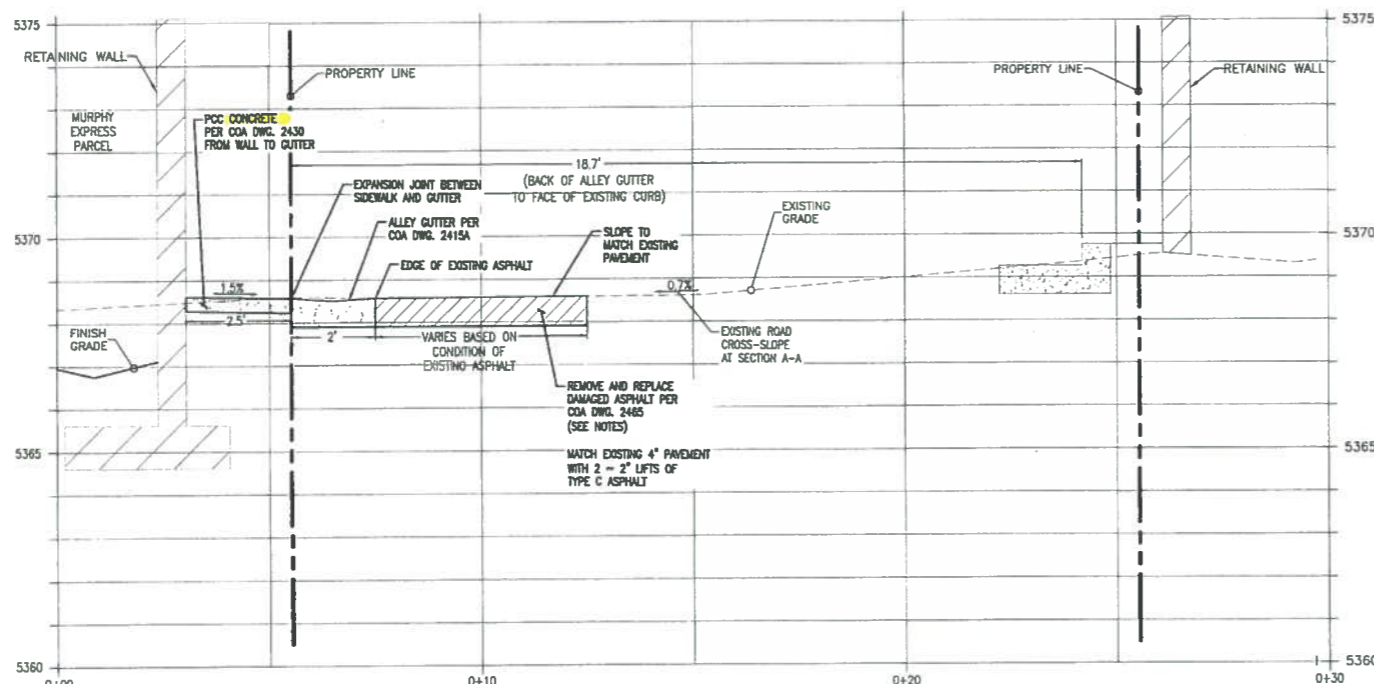 5375
5375
RETAINING WALL
PROPERTY LINE
PROPERTY LINE
RETAINING WALL
MURPHY
EXPRESS
PARCEL
PCC CONCRETE
PER COA DWG. 2430
FROM WALL TO GUTTER
18.7'
(BACK OF ALLEY GUTTER
TO FACE OF EXISTING CURB)
EXPANSION JOINT BETWEEN
SIDEWALK AND GUTTER
ALLEY GUTTER PER
COA DWG. 2415A
EDGE OF EXISTING ASPHALT
SLOPE TO
MATCH EXISTING
PAVEMENT
EXISTING
GRADE
5370
5370
1.5%
0.7%
2.5'
2'
VARIES BASED ON
CONDITION OF
EXISTING ASPHALT
EXISTING ROAD
CROSS-SLOPE
AT SECTION A-A
FINISH
GRADE
REMOVE AND REPLACE
DAMAGED ASPHALT PER
COA DWG. 2465
(SEE NOTES)
MATCH EXISTING 4" PAVEMENT
WITH 2 - 2" LIFTS OF
TYPE C ASPHALT
5365
5365
5360
5360
0+00
0+10
0+20
0+30